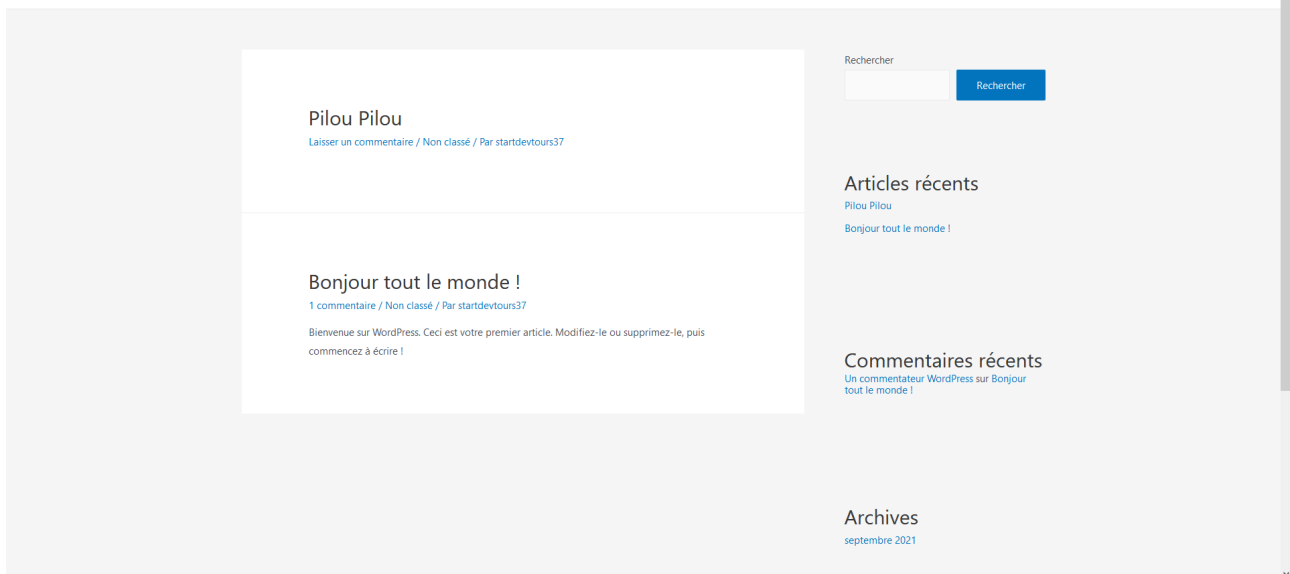 Pilou Pilou
Laisser un commentaire / Non classé / Par startdevtours37
Bonjour tout le monde !
1 commentaire / Non classé / Par startdevtours37
Bienvenue sur WordPress. Ceci est votre premier article. Modifiez-le ou supprimez-le, puis
commencez à écrire !
Rechercher
Rechercher
Articles récents
Pilou Pilou
Bonjour tout le monde !
Commentaires récents
Un commentateur WordPress sur Bonjour
tout le monde !
Archives
septembre 2021